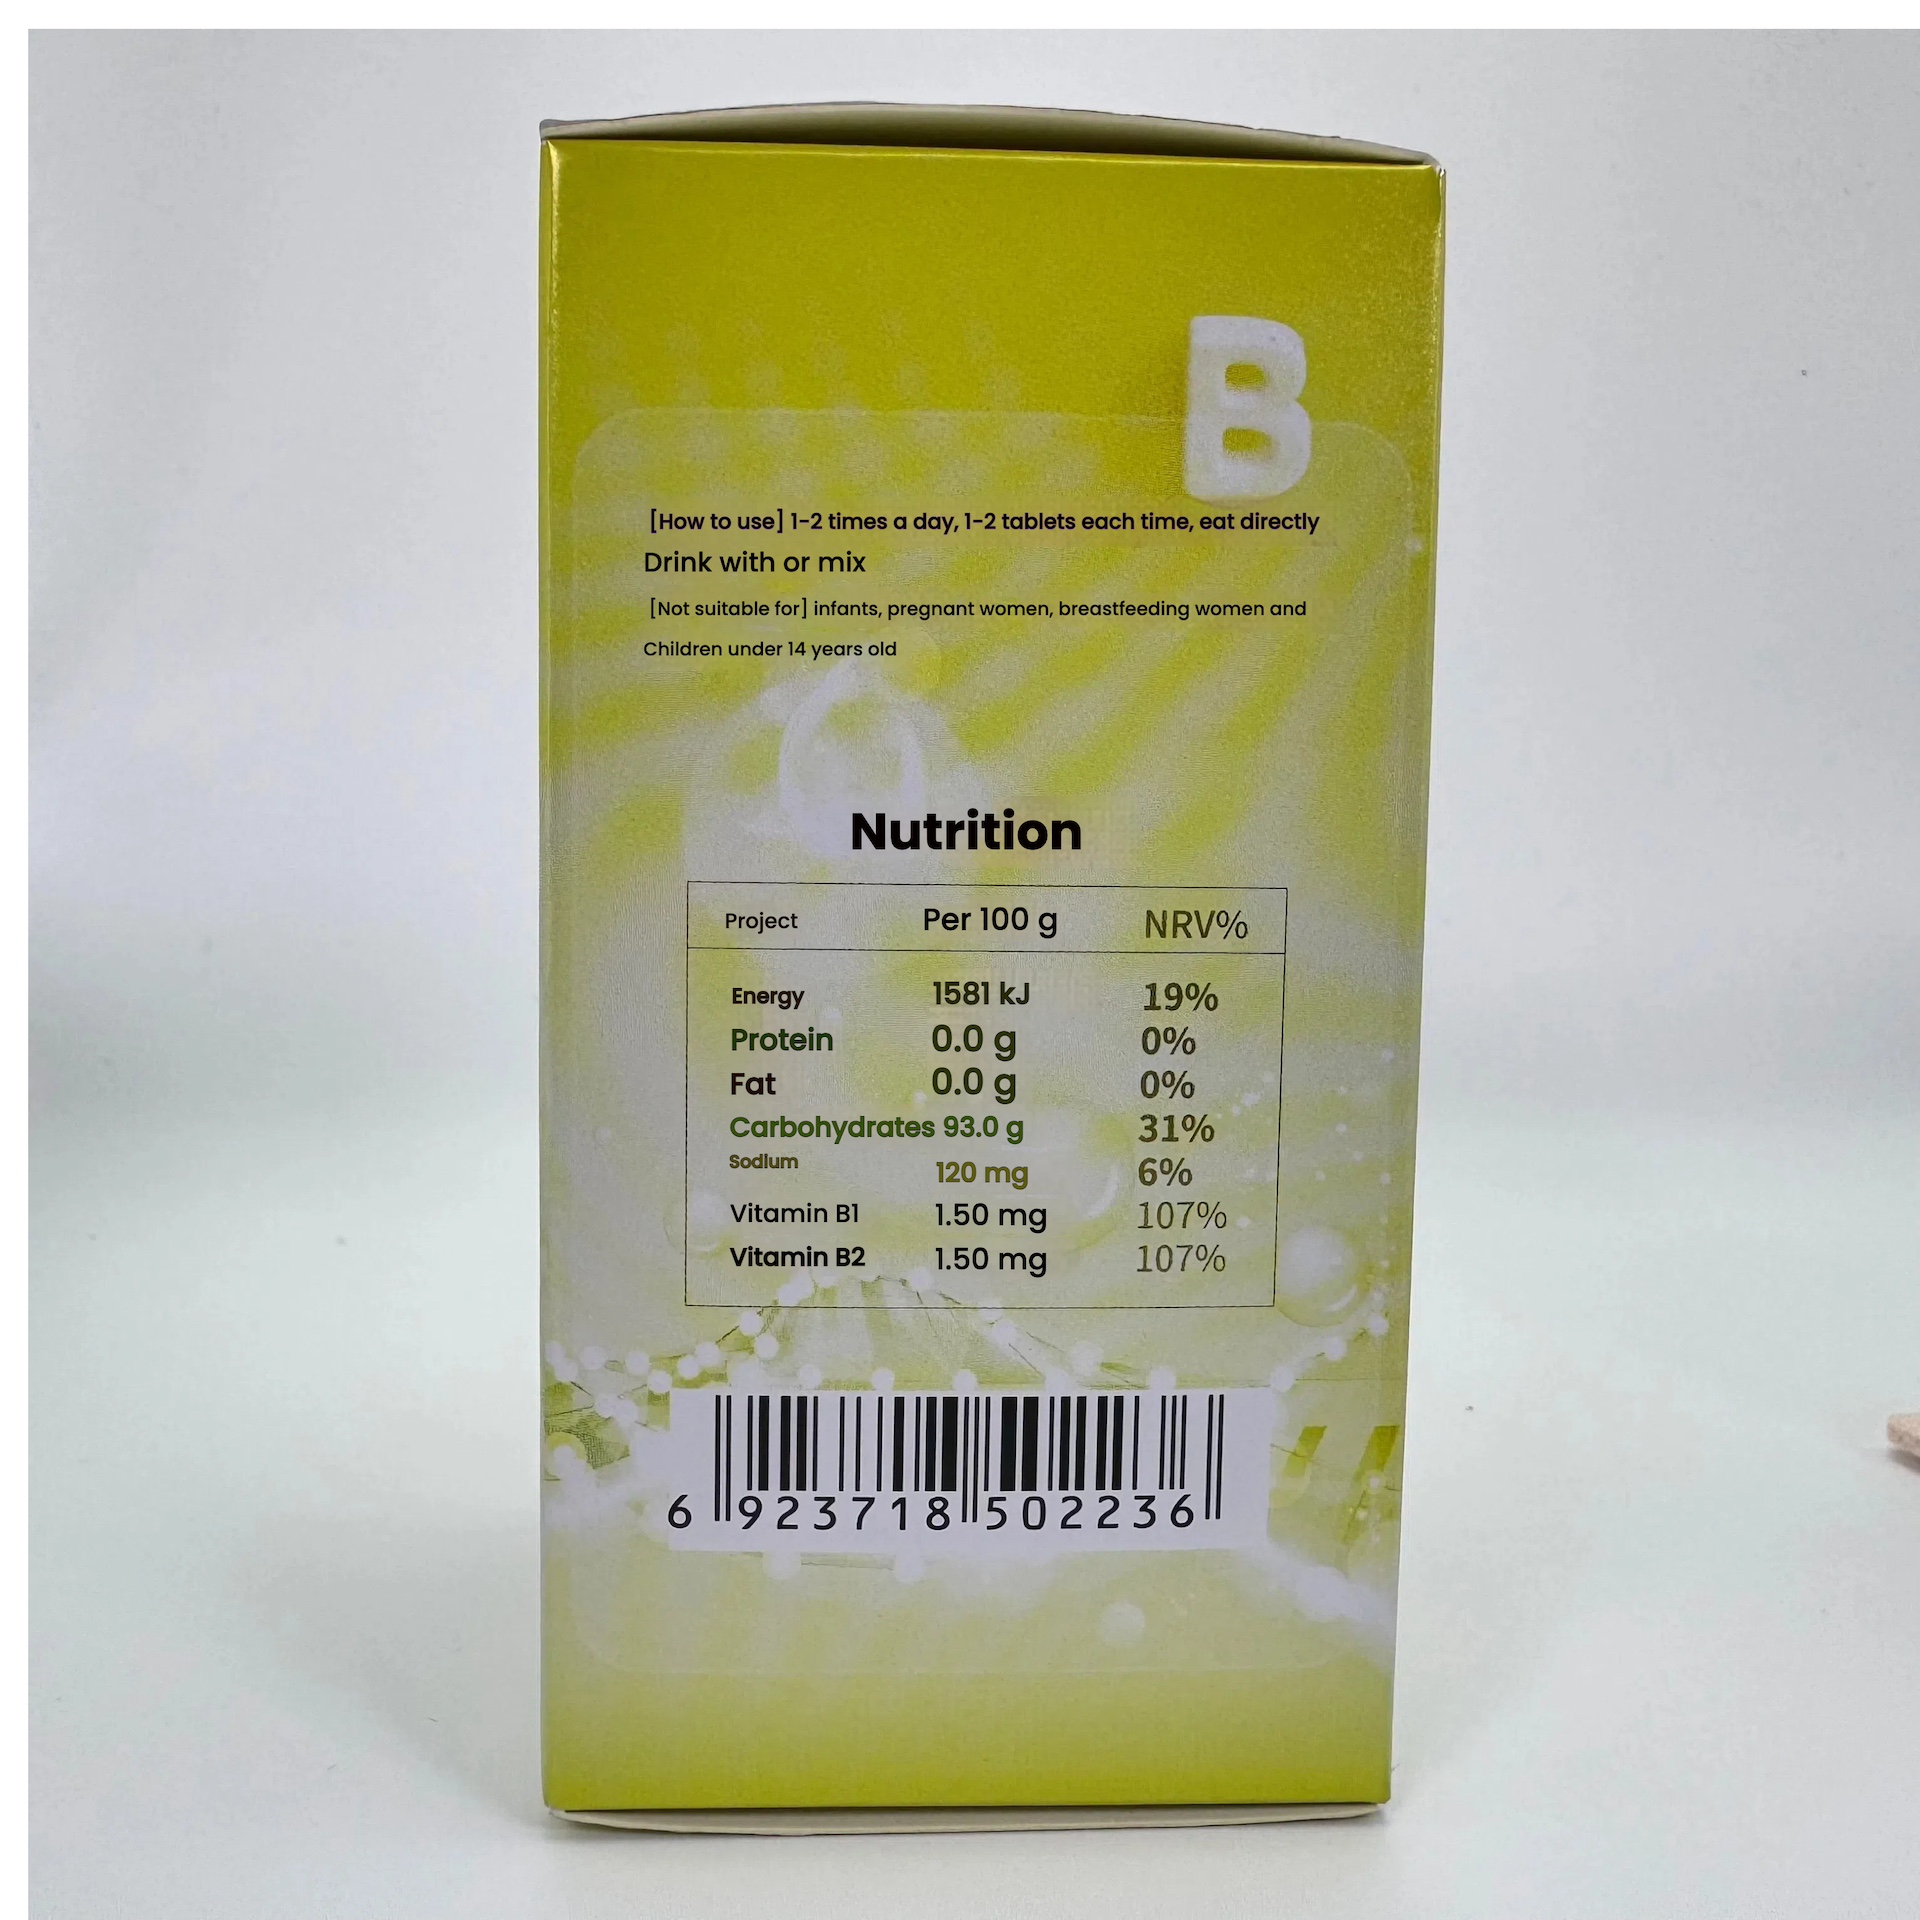 B
[How to use] 1-2 times a day, 1-2 tablets each time, eat directly
Drink with or mix
[Not suitable for] infants, pregnant women, breastfeeding women and
Children under 14 years old
Nutrition
Project Per 100 g NRV%
Energy 1581 kJ 19%
Protein 0.0 g 0%
Fat 0.0 g 0%
Carbohydrates 93.0 g 31%
Sodium 120 mg 6%
Vitamin B1 1.50 mg 107%
Vitamin B2 1.50 mg 107%
6 923718 502236